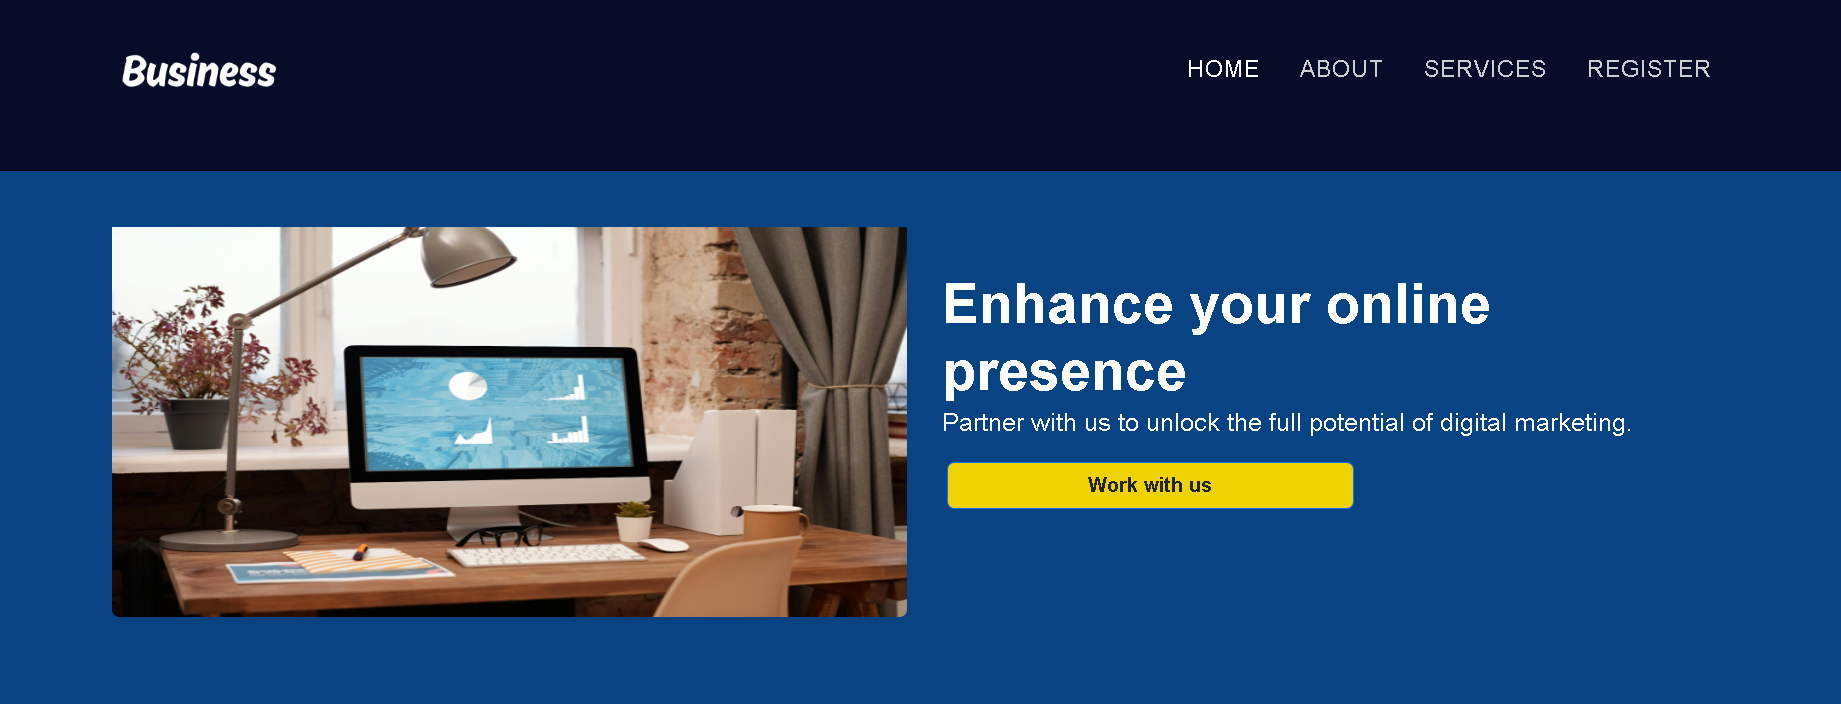 Business
HOME ABOUT SERVICES REGISTER
Enhance your online
presence
Partner with us to unlock the full potential of digital marketing.
Work with us